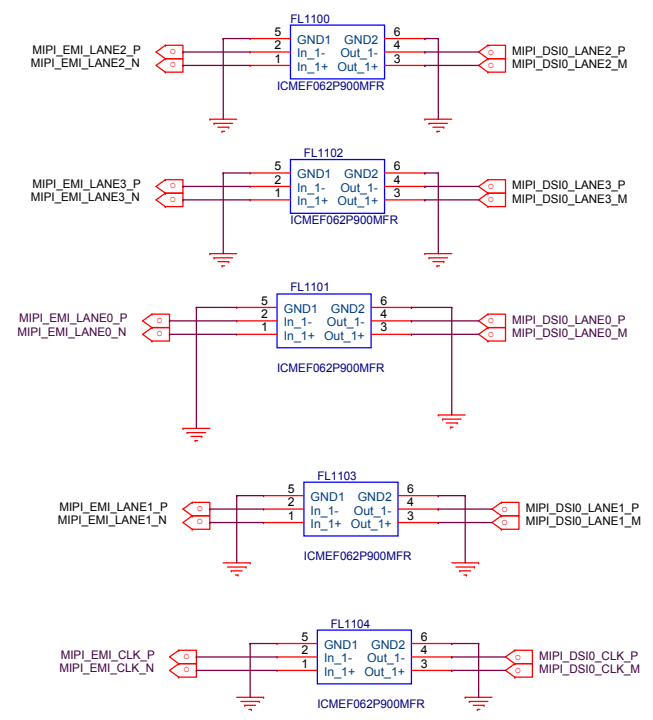 FL1100
5 GND1 GND2 6
MIPI_EMI_LANE2_P 2 In_1- Out_1- 4 MIPI_DSI0_LANE2_P
MIPI_EMI_LANE2_N 1 In_1+ Out_1+ 3 MIPI_DSI0_LANE2_M
ICMEF062P900MFR
FL1102
5 GND1 GND2 6
MIPI_EMI_LANE3_P 2 In_1- Out_1- 4 MIPI_DSI0_LANE3_P
MIPI_EMI_LANE3_N 1 In_1+ Out_1+ 3 MIPI_DSI0_LANE3_M
ICMEF062P900MFR
FL1101
5 GND1 GND2 6
MIPI_EMI_LANE0_P 2 In_1- Out_1- 4 MIPI_DSI0_LANE0_P
MIPI_EMI_LANE0_N 1 In_1+ Out_1+ 3 MIPI_DSI0_LANE0_M
ICMEF062P900MFR
FL1103
5 GND1 GND2 6
MIPI_EMI_LANE1_P 2 In_1- Out_1- 4 MIPI_DSI0_LANE1_P
MIPI_EMI_LANE1_N 1 In_1+ Out_1+ 3 MIPI_DSI0_LANE1_M
ICMEF062P900MFR
FL1104
5 GND1 GND2 6
MIPI_EMI_CLK_P 2 In_1- Out_1- 4 MIPI_DSI0_CLK_P
MIPI_EMI_CLK_N 1 In_1+ Out_1+ 3 MIPI_DSI0_CLK_M
ICMEF062P900MFR